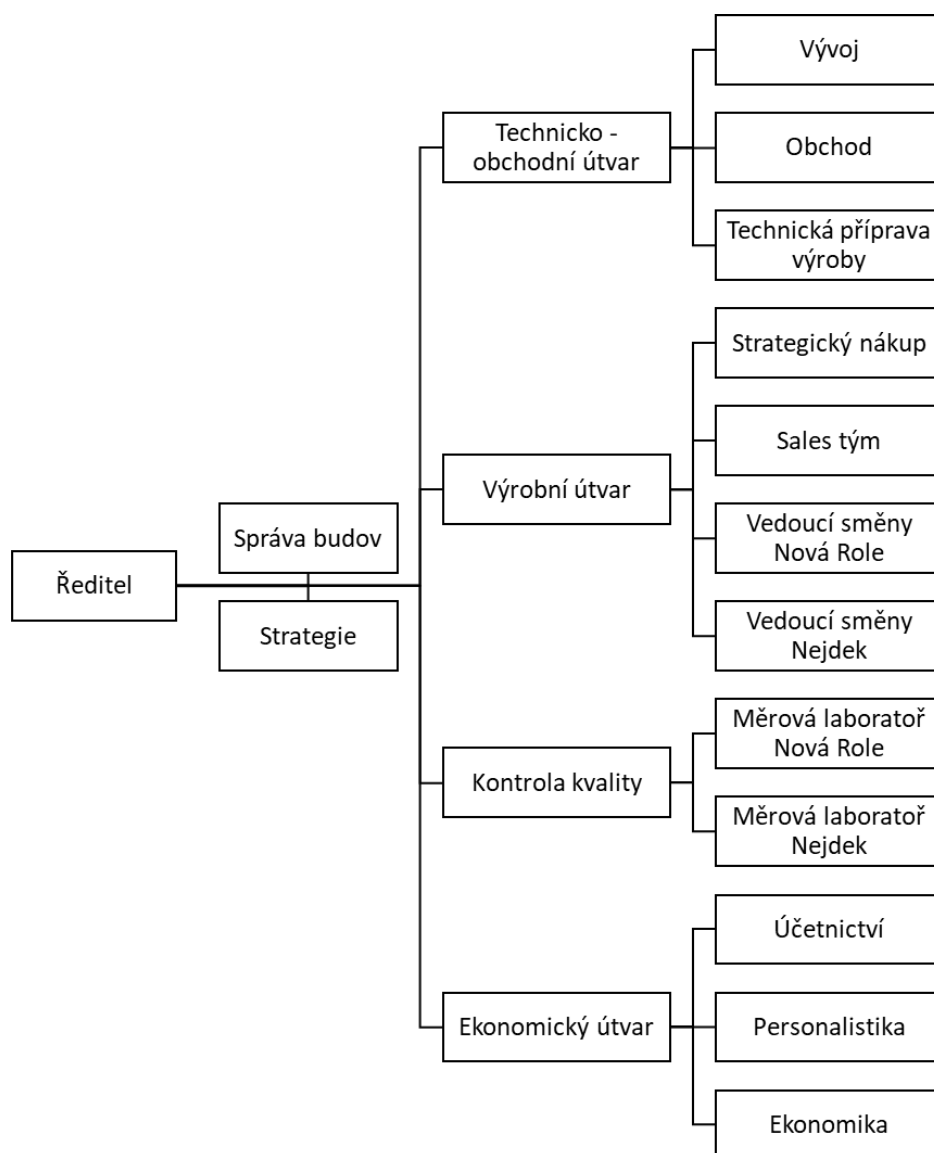 Vývoj
Technicko -
obchodní útvar
Obchod
Technická příprava
výroby
Strategický nákup
Sales tým
Výrobní útvar
Vedoucí směny
Nová Role
Správa budov
Ředitel
Strategie
Vedoucí směny
Nejdek
Měrová laboratoř
Nová Role
Kontrola kvality
Měrová laboratoř
Nejdek
Účetnictví
Ekonomický útvar
Personalistika
Ekonomika